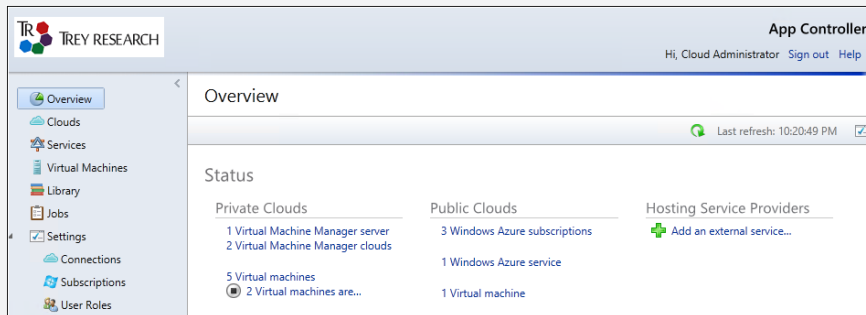 TR TREY RESEARCH
App Controller
Hi, Cloud Administrator Sign out Help
Overview
Clouds
Services
Virtual Machines
Library
Jobs
Settings
Connections
Subscriptions
User Roles
Overview
Last refresh: 10:20:49 PM
Status
Private Clouds
1 Virtual Machine Manager server
2 Virtual Machine Manager clouds
5 Virtual machines
2 Virtual machines are...
Public Clouds
3 Windows Azure subscriptions
1 Windows Azure service
1 Virtual machine
Hosting Service Providers
Add an external service...